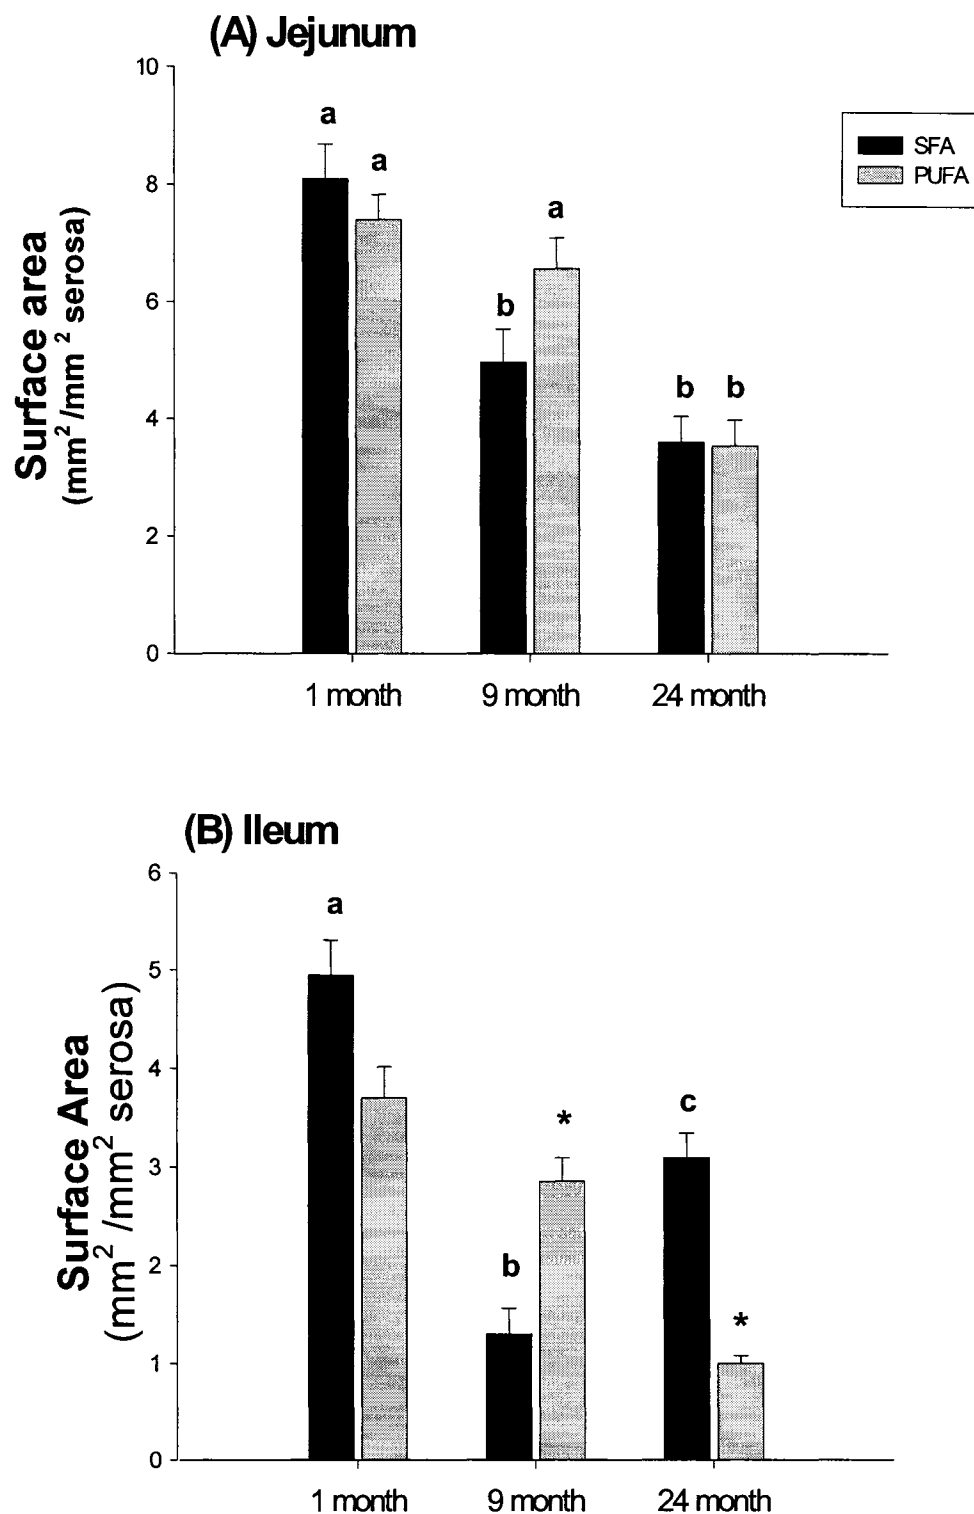 (A) Jejunum
10
8
6
4
2
0
Surface area
(mm²/mm² serosa)
a
a
b
a
b
b
SFA
PUFA
1 month
9 month
24 month
(B) Ileum
6
5
4
3
2
1
0
Surface Area
(mm²/mm² serosa)
a
b
*
c
*
1 month
9 month
24 month